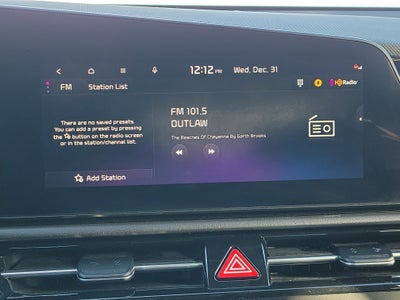 12:12 PM Wed, Dec. 31
FM Station List
HD Radio
There are no saved presets.
You can add a preset by pressing
the button on the radio screen
or in the station/channel list.
Add Station
FM 101.5
OUTLAW
The Beaches Of Cheyenne By Garth Brooks